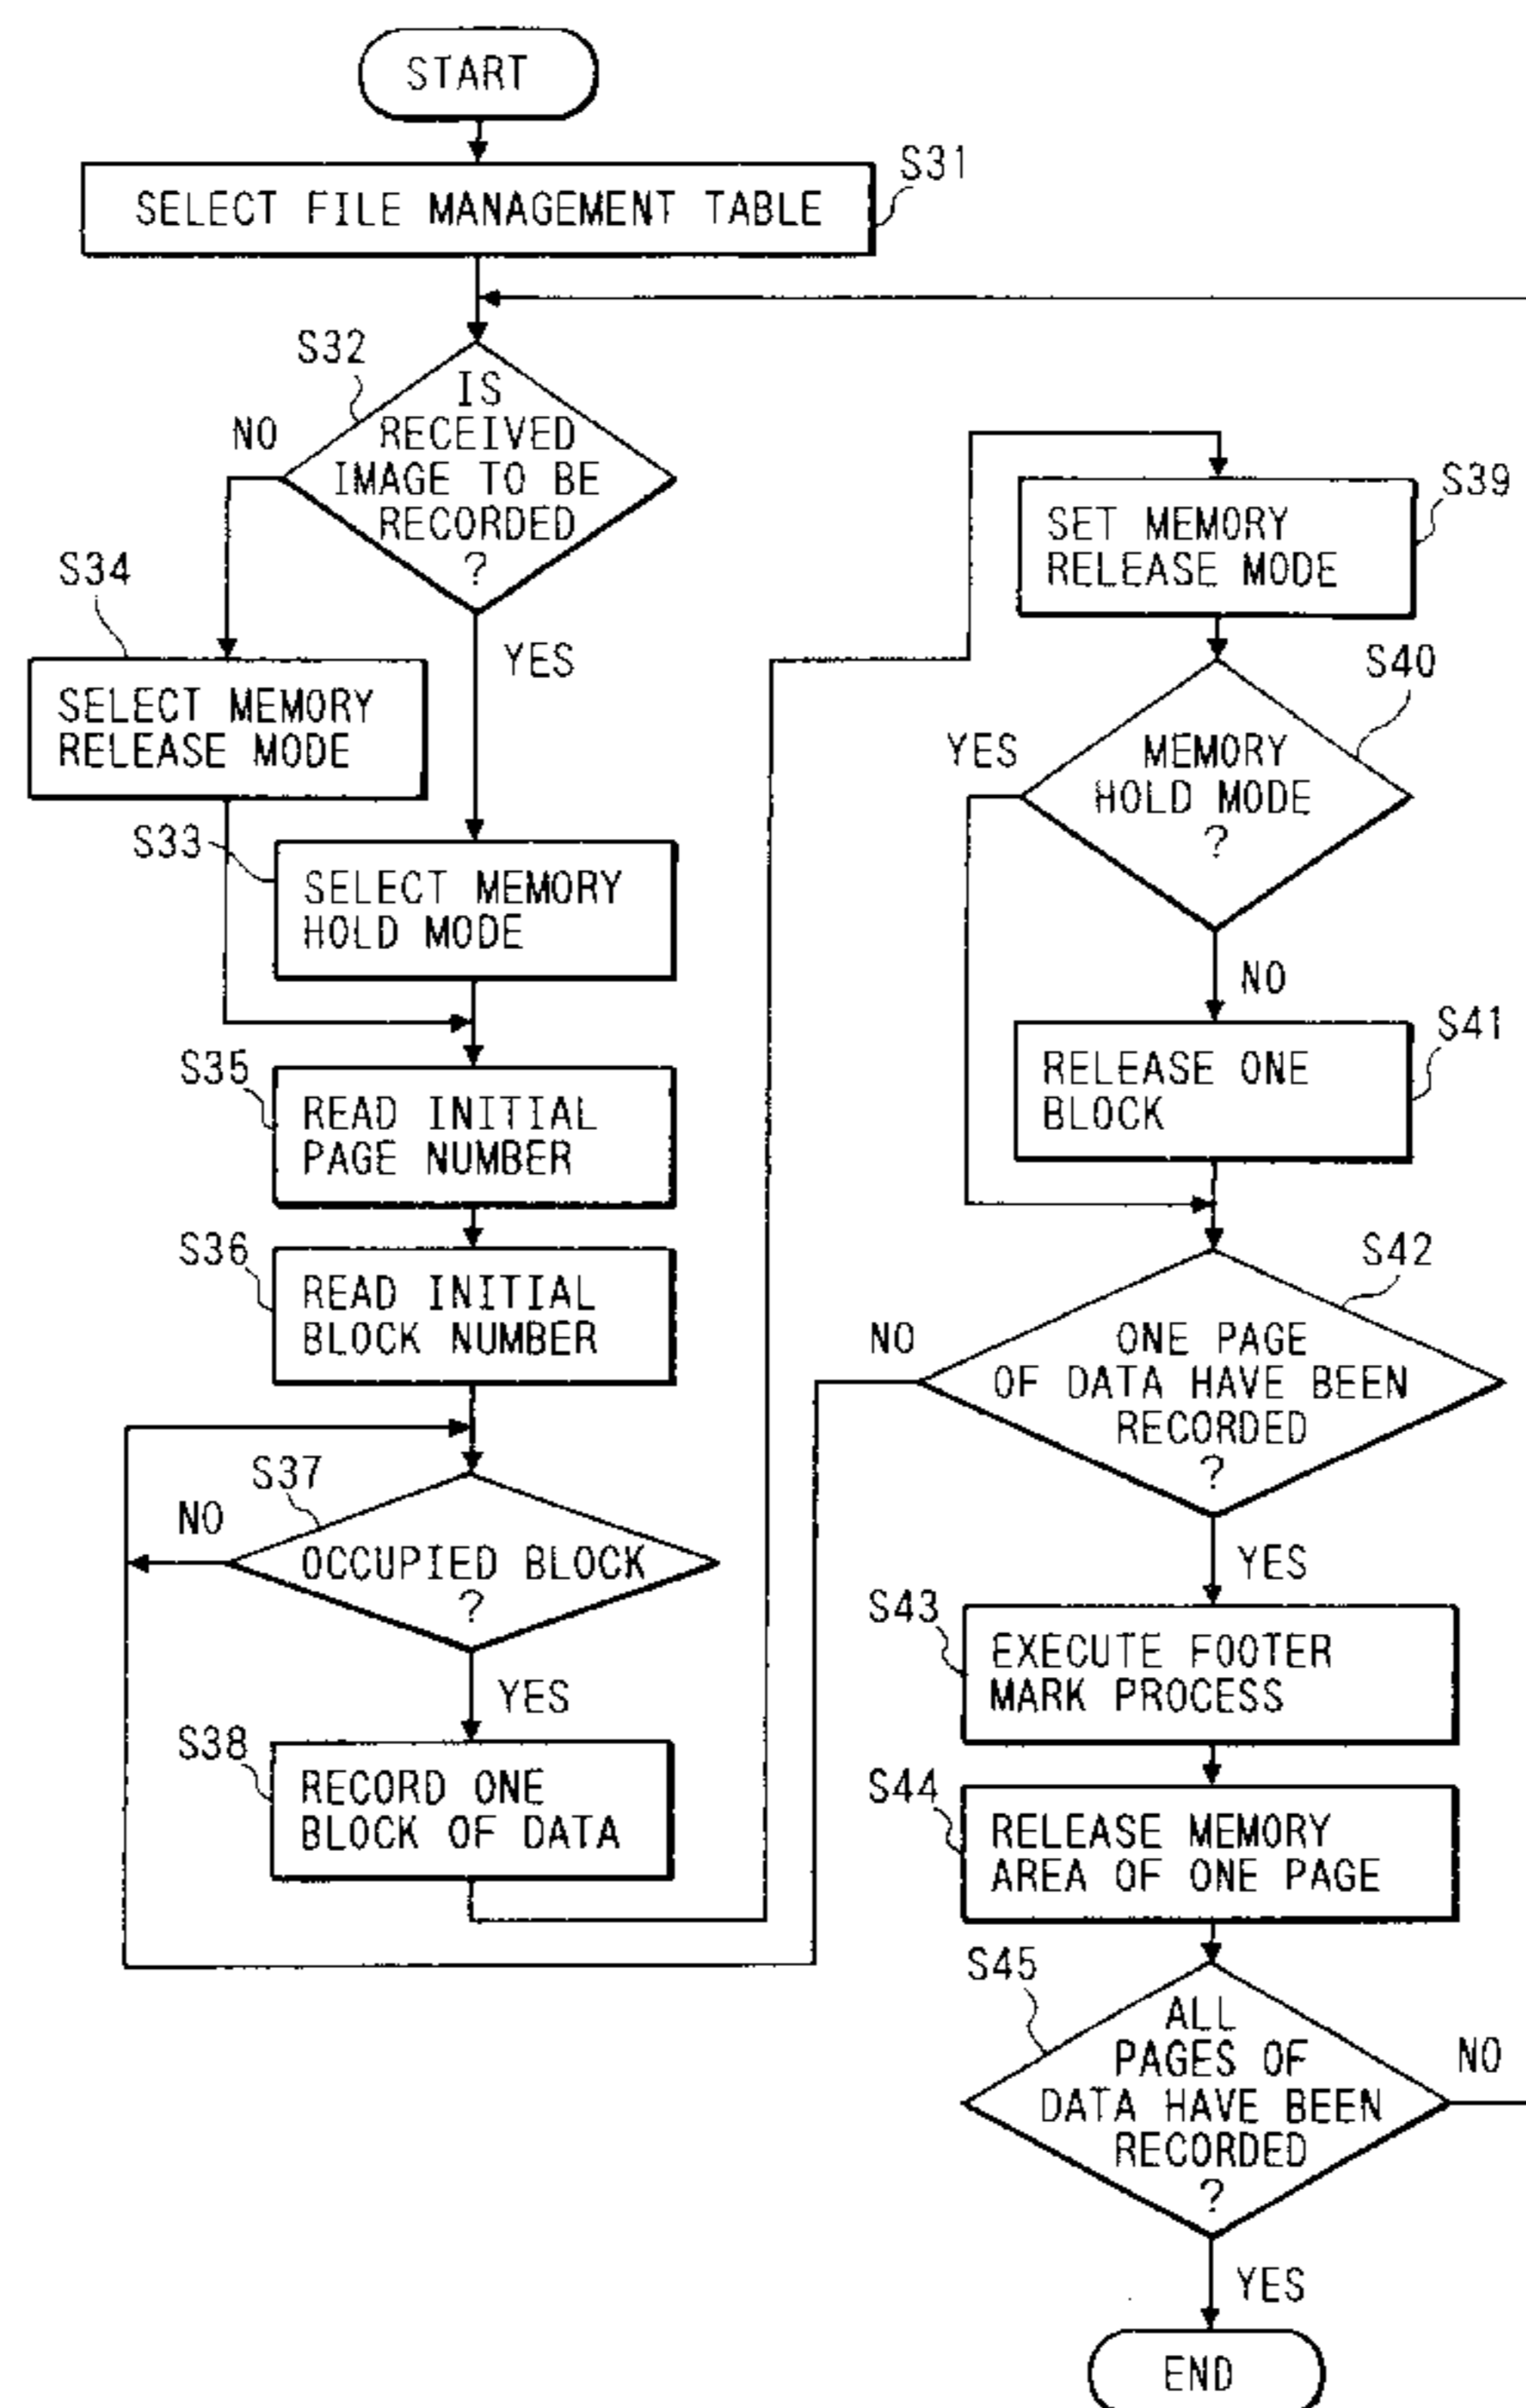 START
S31
SELECT FILE MANAGEMENT TABLE
S32
IS
RECEIVED
IMAGE TO BE
RECORDED
?
NO
YES
S34
SELECT MEMORY
RELEASE MODE
S33
SELECT MEMORY
HOLD MODE
S35
READ INITIAL
PAGE NUMBER
S36
READ INITIAL
BLOCK NUMBER
S37
NO
OCCUPIED BLOCK
?
YES
S38
RECORD ONE
BLOCK OF DATA
S39
SET MEMORY
RELEASE MODE
S40
YES
MEMORY
HOLD MODE
?
NO
S41
RELEASE ONE
BLOCK
S42
NO
ONE PAGE
OF DATA HAVE BEEN
RECORDED
?
YES
S43
EXECUTE FOOTER
MARK PROCESS
S44
RELEASE MEMORY
AREA OF ONE PAGE
S45
ALL
PAGES OF
DATA HAVE BEEN
RECORDED
?
NO
YES
END